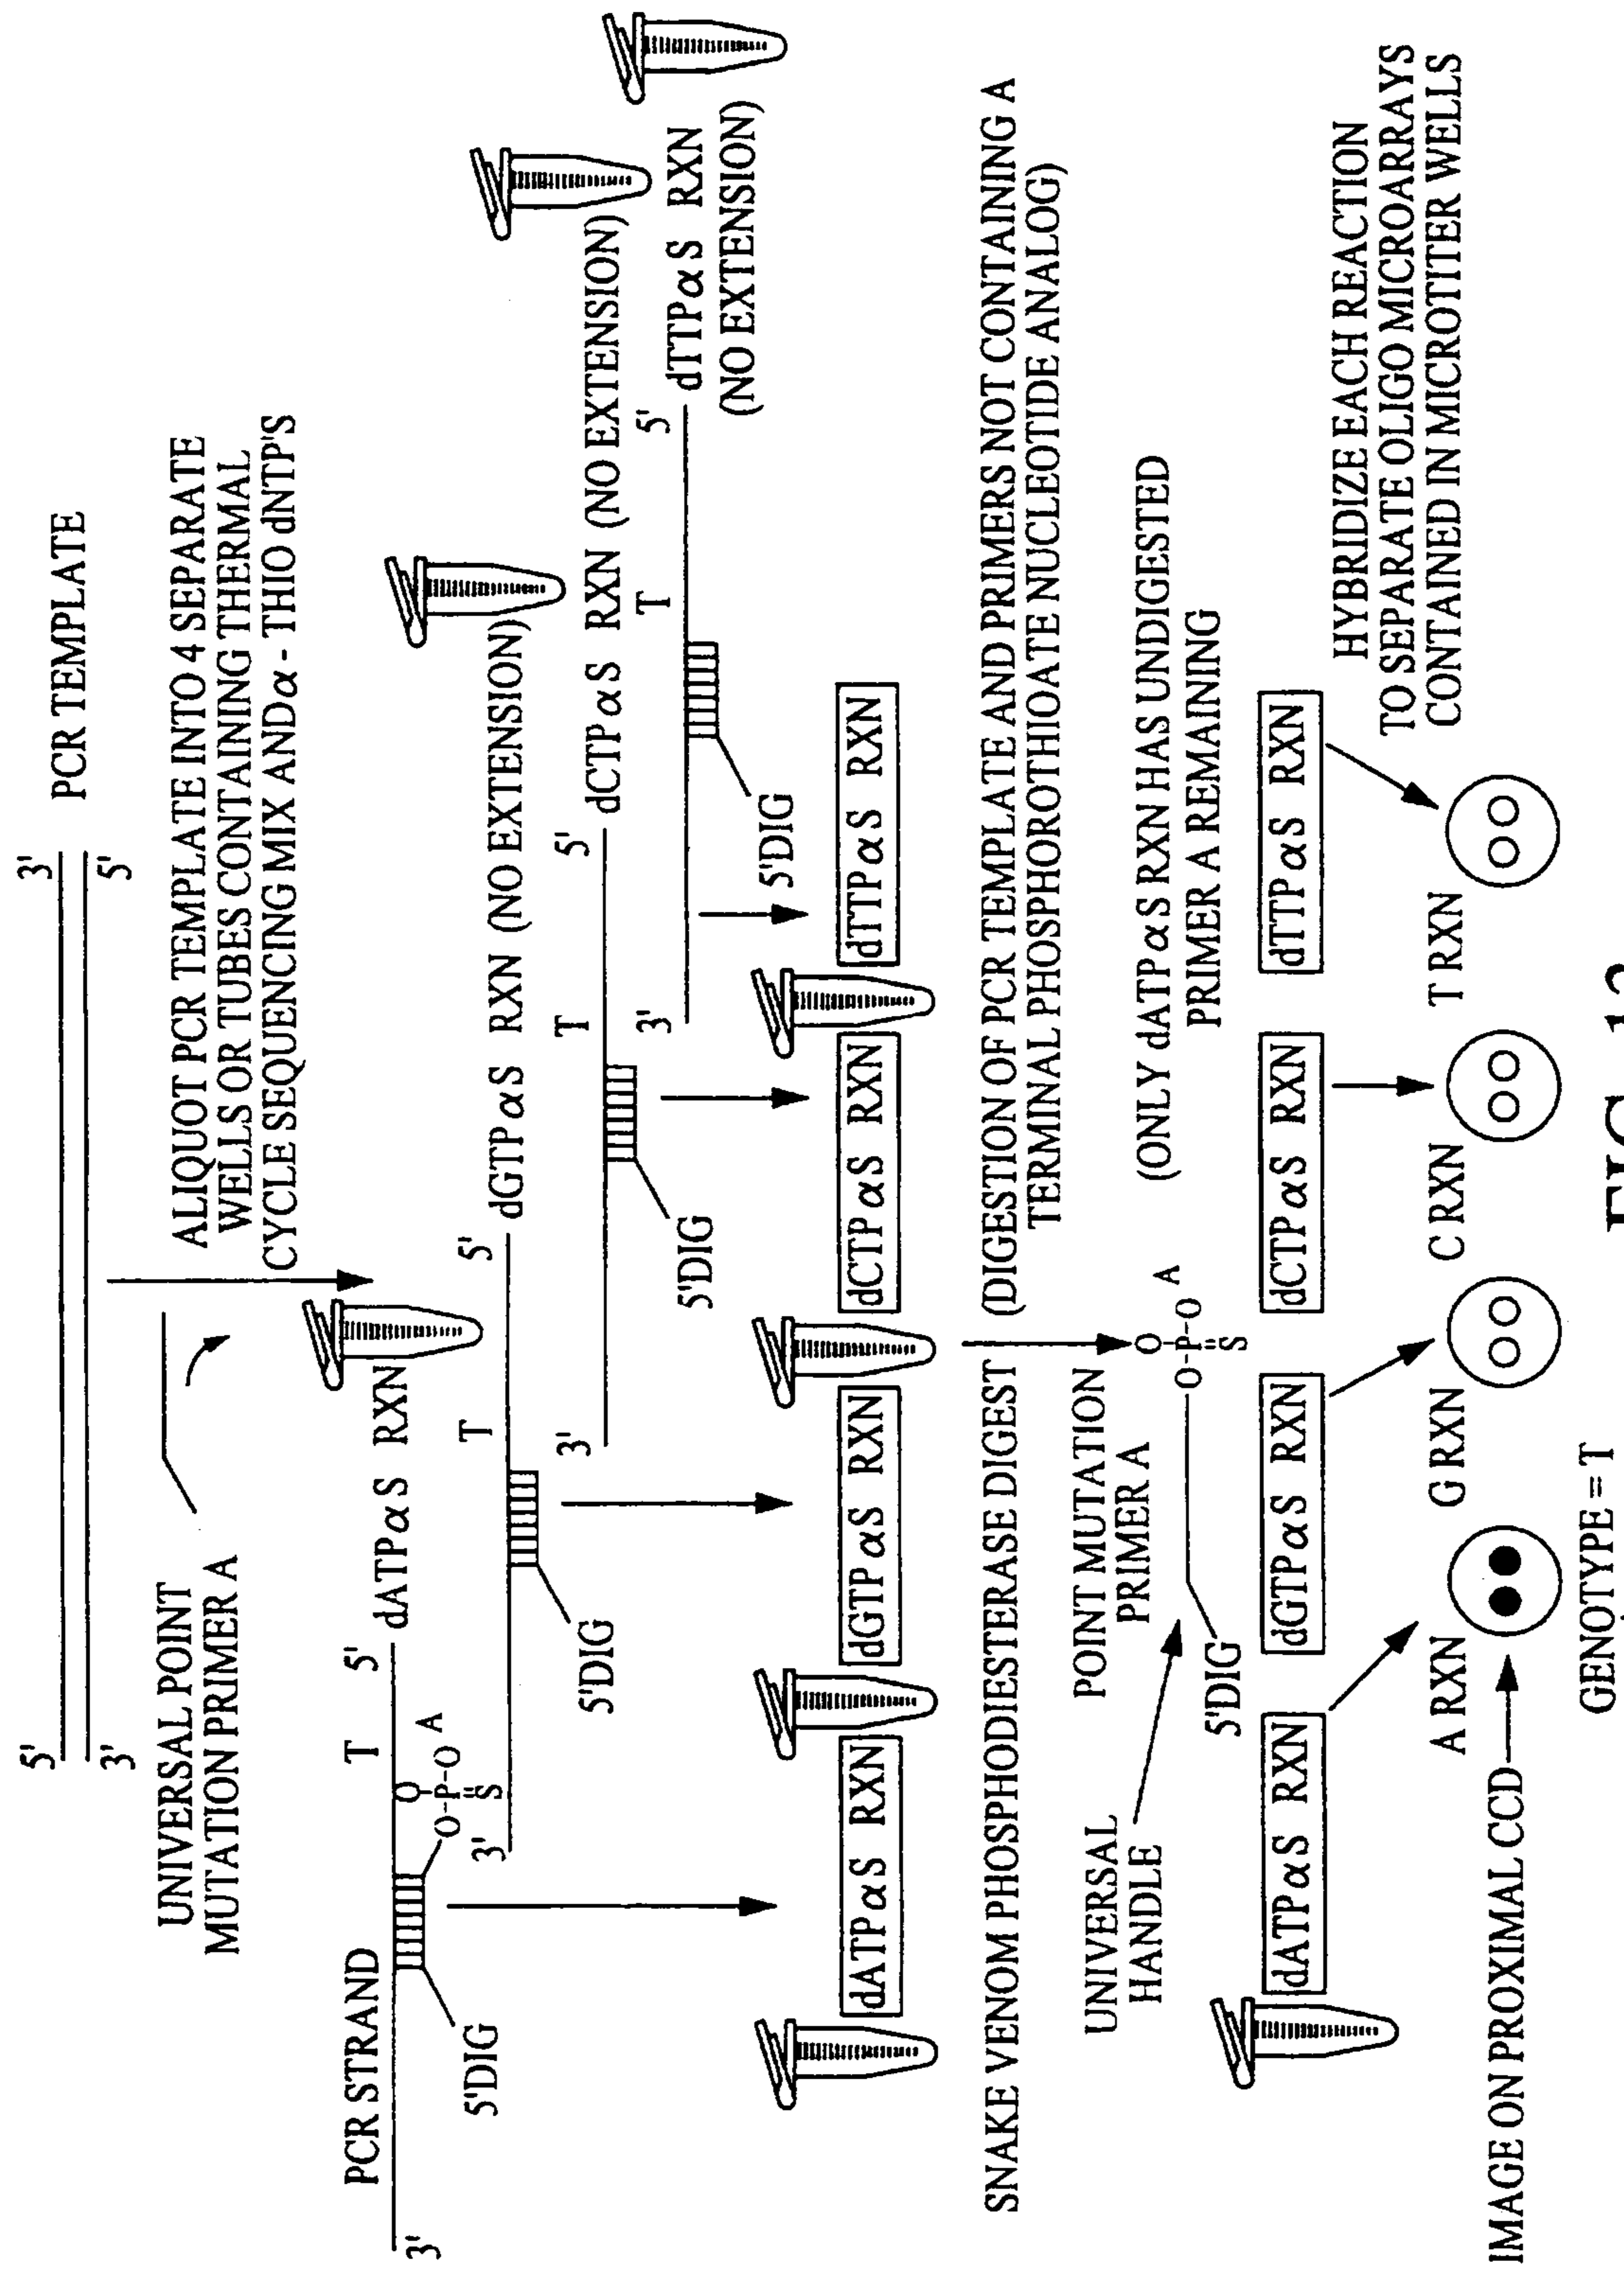 5' 3'
PCR TEMPLATE
3' 5'
UNIVERSAL POINT
MUTATION PRIMER A
ALIQUOT PCR TEMPLATE INTO 4 SEPARATE
WELLS OR TUBES CONTAINING THERMAL
CYCLE SEQUENCING MIX AND α - THIO dNTP'S
PCR STRAND
T
5'
dATPαS RXN
3'
O
O-P-O A
S
5'DIG
T
5'
dGTPαS RXN (NO EXTENSION)
3'
5'DIG
T
5'
dCTPαS RXN (NO EXTENSION)
3'
5'DIG
T
5'
dTTPαS RXN
(NO EXTENSION)
3'
5'DIG
dATPαS RXN
dGTPαS RXN
dCTPαS RXN
dTTPαS RXN
SNAKE VENOM PHOSPHODIESTERASE DIGEST
(DIGESTION OF PCR TEMPLATE AND PRIMERS NOT CONTAINING A
TERMINAL PHOSPHOROTHIOATE NUCLEOTIDE ANALOG)
UNIVERSAL
HANDLE
POINT MUTATION
PRIMER A
O
O-P-O A
S
5'DIG
(ONLY dATPαS RXN HAS UNDIGESTED
PRIMER A REMAINING
dATPαS RXN
dGTPαS RXN
dCTPαS RXN
dTTPαS RXN
HYBRIDIZE EACH REACTION
TO SEPARATE OLIGO MICROARRAYS
CONTAINED IN MICROTITER WELLS
A RXN
G RXN
C RXN
T RXN
IMAGE ON PROXIMAL CCD
GENOTYPE = T